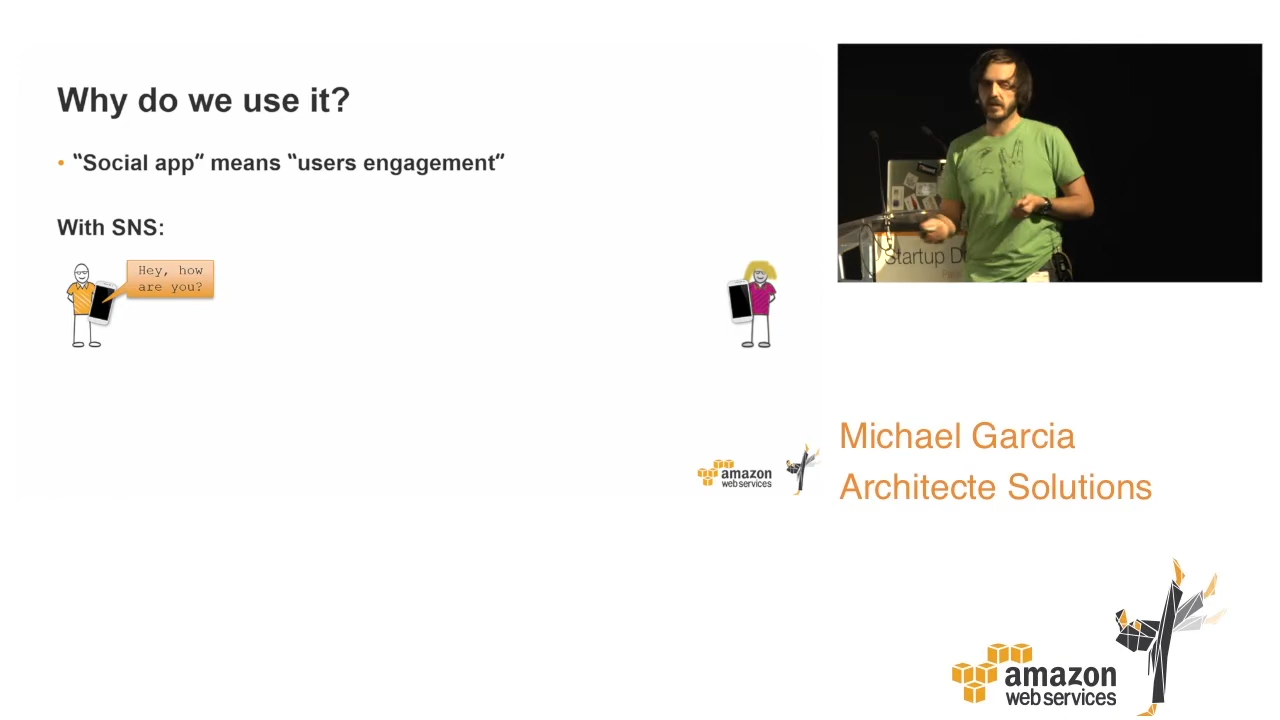 Why do we use it?
• “Social app” means “users engagement”
With SNS:
Hey, how
are you?
amazon
web services
Startup
Michael Garcia
Architecte Solutions
amazon
web services